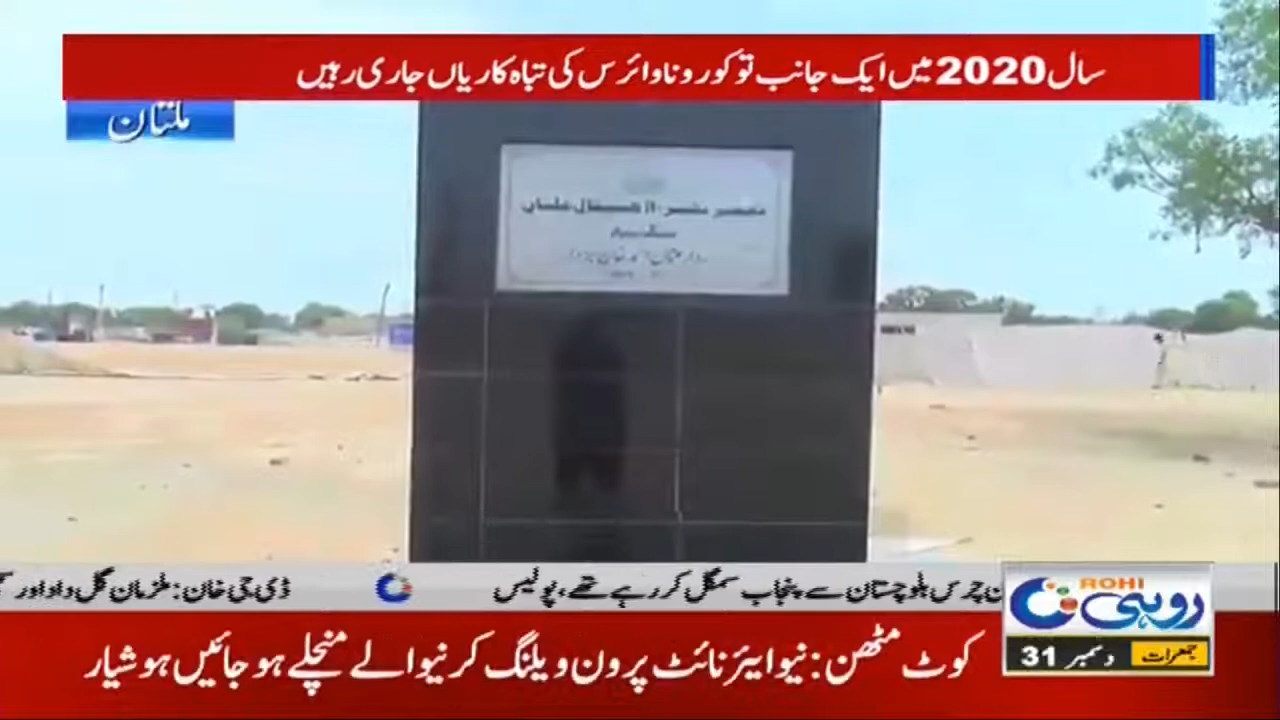 سال 2020 میں ایک جانب تو کورونا وائرس کی تباہ کاریاں جاری رہیں
ملتان
چرس بلوچستان سے پنجاب سمگل کر رہے تھے، پولیس
ڈی جی خان: ملزمان گل داود اور
ROHI
روہی
کوٹ مٹھن: نیو ایئر نائٹ پر ون ویلنگ کرنیوالے منچلے ہو جائیں ہوشیار
جمعرات
31 دسمبر